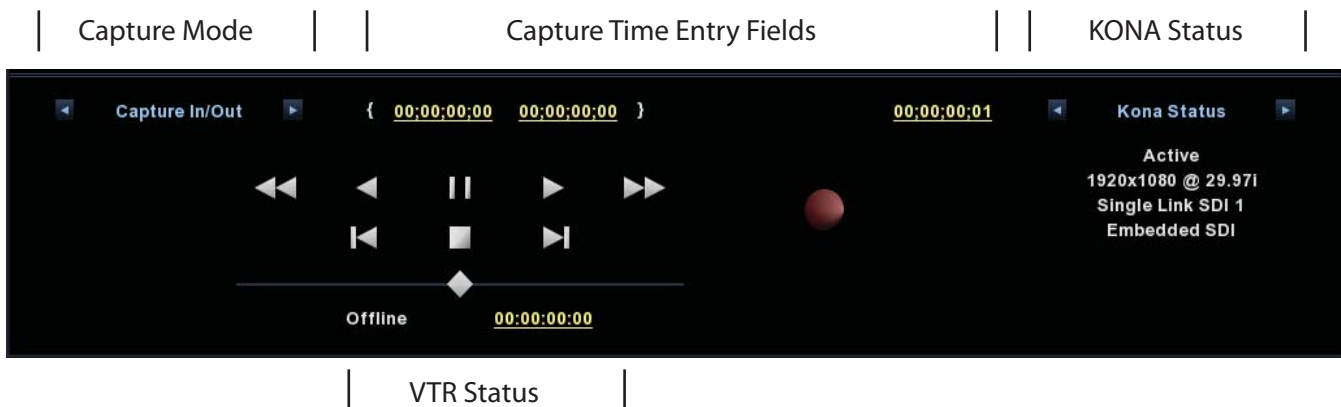 Capture Mode Capture Time Entry Fields KONA Status
Capture In/Out { 00;00;00;00 00;00;00;00 } 00;00;00;01 Kona Status
Active
1920x1080 @ 29.97i
Single Link SDI 1
Embedded SDI
Offline 00:00:00:00
VTR Status